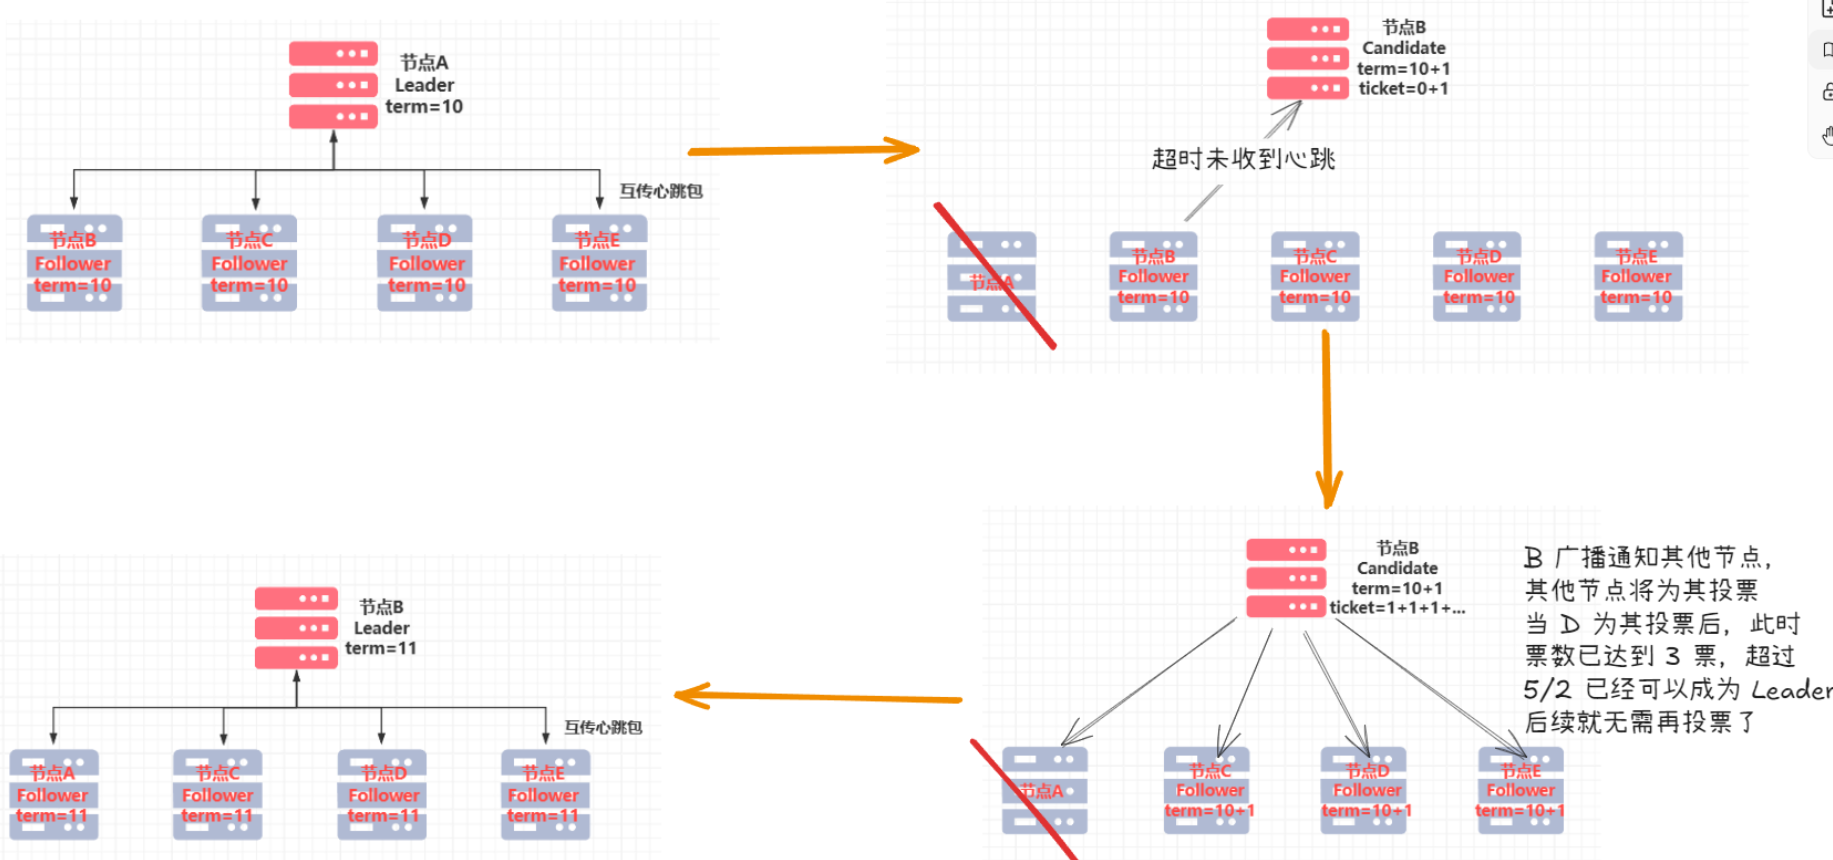 节点A
Leader
term=10
互传心跳包
节点B
Follower
term=10
节点C
Follower
term=10
节点D
Follower
term=10
节点E
Follower
term=10
节点B
Candidate
term=10+1
ticket=0+1
超时未收到心跳
节点A
节点B
Follower
term=10
节点C
Follower
term=10
节点D
Follower
term=10
节点E
Follower
term=10
节点B
Candidate
term=10+1
ticket=1+1+1+...
B 广播通知其他节点,
其他节点将为其投票
当 D 为其投票后, 此时
票数已达到 3 票, 超过
5/2 已经可以成为 Leader
后续就无需再投票了
节点A
节点C
Follower
term=10+1
节点D
Follower
term=10+1
节点E
Follower
term=10+1
节点B
Leader
term=11
互传心跳包
节点A
Follower
term=11
节点C
Follower
term=11
节点D
Follower
term=11
节点E
Follower
term=11